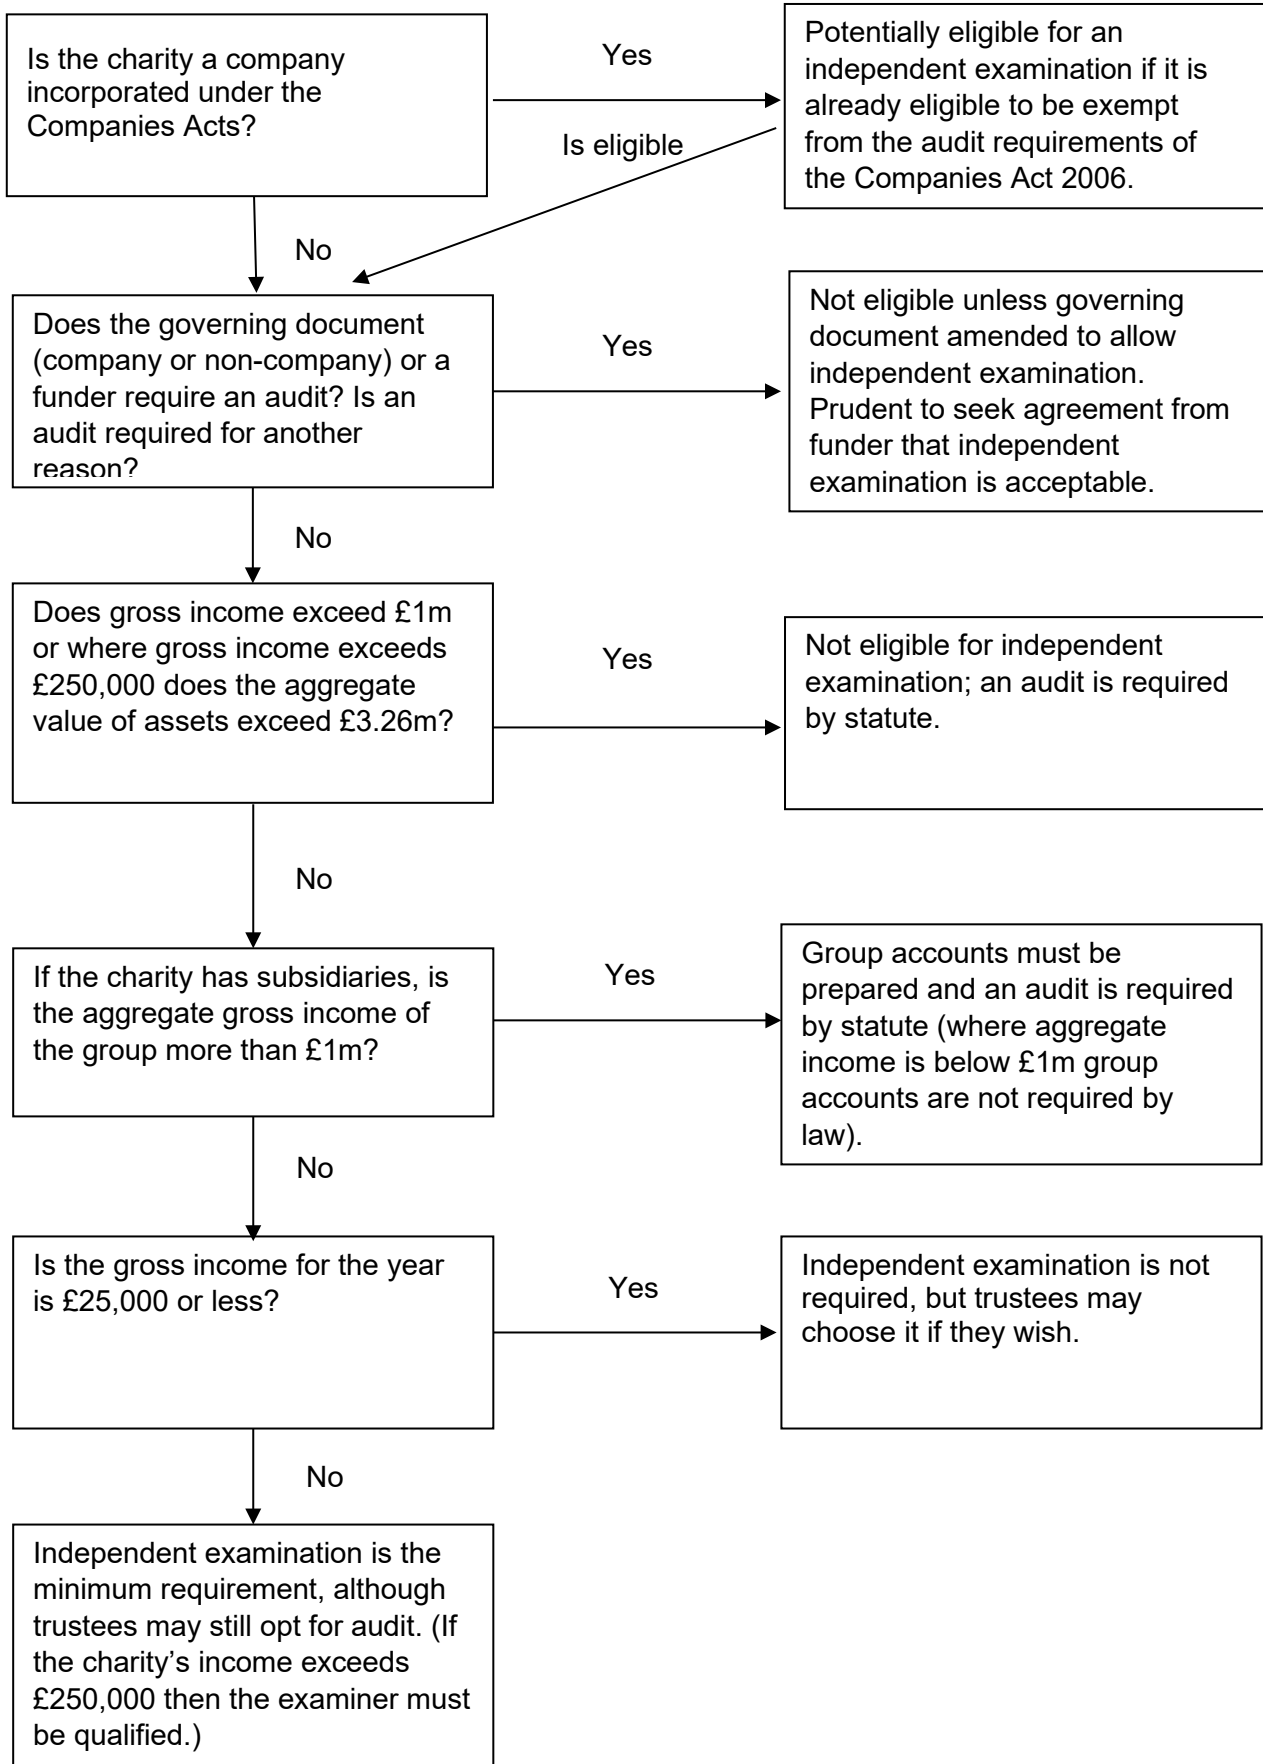 Is the charity a company
incorporated under the
Companies Acts?
Yes
Potentially eligible for an
independent examination if it is
already eligible to be exempt
from the audit requirements of
the Companies Act 2006.
Is eligible
No
Does the governing document
(company or non-company) or a
funder require an audit? Is an
audit required for another
reason?
Yes
Not eligible unless governing
document amended to allow
independent examination.
Prudent to seek agreement from
funder that independent
examination is acceptable.
No
Does gross income exceed £1m
or where gross income exceeds
£250,000 does the aggregate
value of assets exceed £3.26m?
Yes
Not eligible for independent
examination; an audit is required
by statute.
No
If the charity has subsidiaries, is
the aggregate gross income of
the group more than £1m?
Yes
Group accounts must be
prepared and an audit is required
by statute (where aggregate
income is below £1m group
accounts are not required by
law).
No
Is the gross income for the year
is £25,000 or less?
Yes
Independent examination is not
required, but trustees may
choose it if they wish.
No
Independent examination is the
minimum requirement, although
trustees may still opt for audit. (If
the charity’s income exceeds
£250,000 then the examiner must
be qualified.)